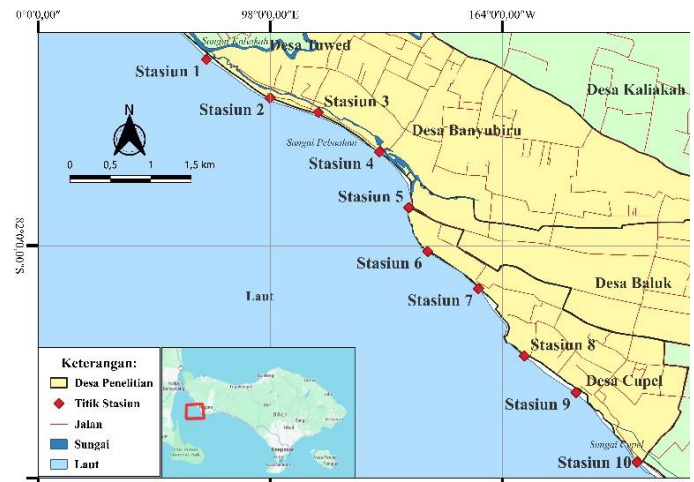 0°0,00'0"
98°0,00'0"E
164°0,00'0"W
Sungai Kaliakah
Desa Tuwed
Stasiun 1
Stasiun 2
Stasiun 3
Desa Kaliakah
Desa Banyubiru
N
Sungai Pebuahan
Stasiun 4
0 0,5 1 1,5 km
Stasiun 5
82°0,00'S
Stasiun 6
Desa Baluk
Laut
Stasiun 7
Stasiun 8
Desa Cupel
Stasiun 9
Sungai Cupel
Stasiun 10
Keterangan:
Desa Penelitian
Titik Stasiun
Jalan
Sungai
Laut
BALI
Denpasar